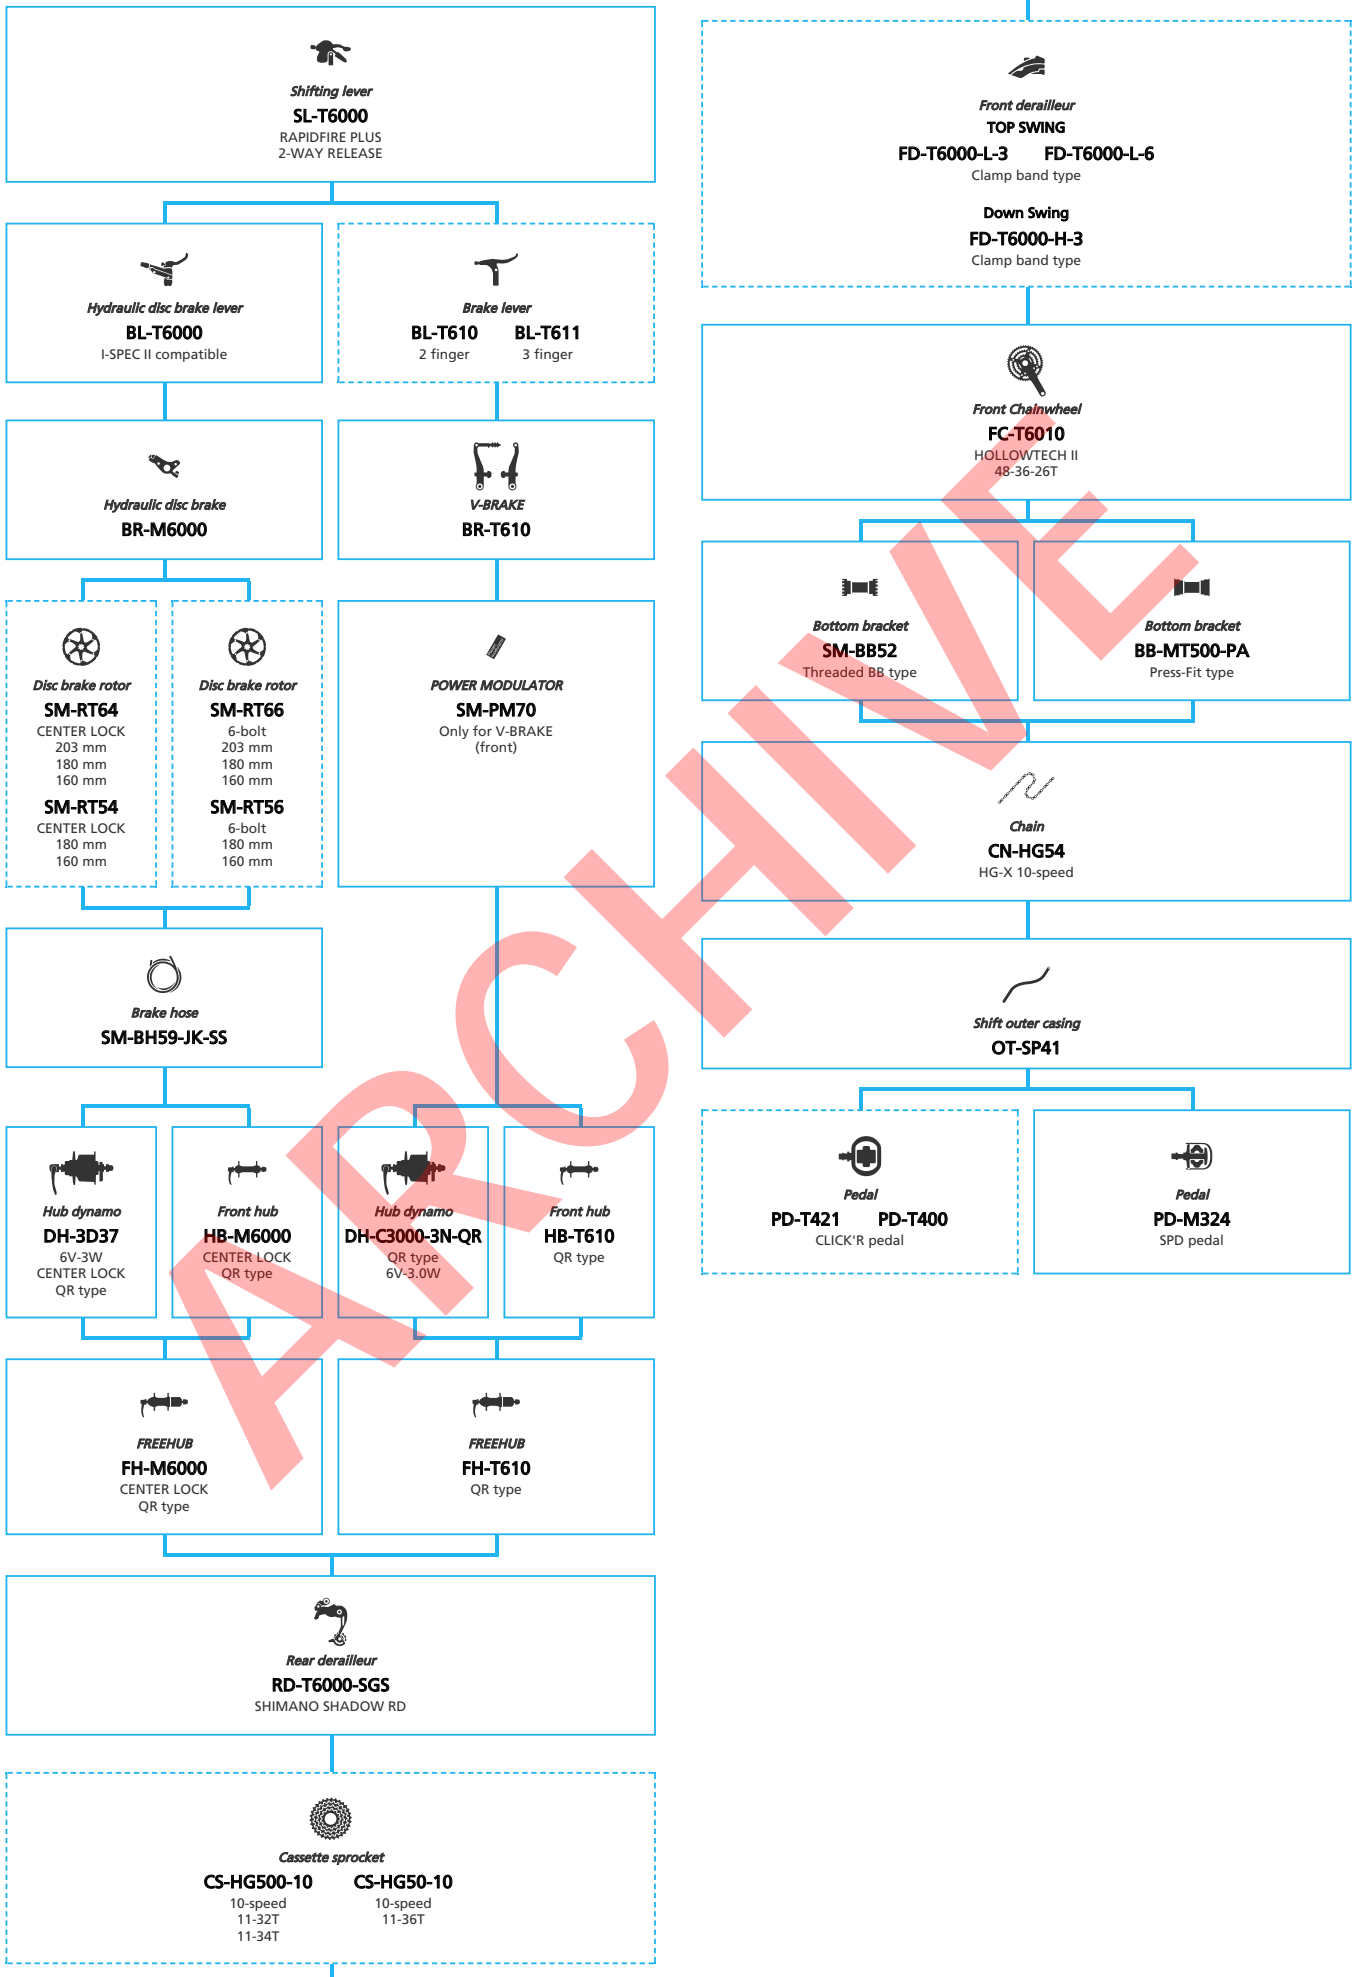 Shifting lever
SL-T6000
RAPIDFIRE PLUS
2-WAY RELEASE
Hydraulic disc brake lever
BL-T6000
I-SPEC II compatible
Brake lever
BL-T610 BL-T611
2 finger 3 finger
Hydraulic disc brake
BR-M6000
V-BRAKE
BR-T610
Disc brake rotor
SM-RT64
CENTER LOCK
203 mm
180 mm
160 mm
SM-RT54
CENTER LOCK
180 mm
160 mm
Disc brake rotor
SM-RT66
6-bolt
203 mm
180 mm
160 mm
SM-RT56
6-bolt
180 mm
160 mm
POWER MODULATOR
SM-PM70
Only for V-BRAKE
(front)
Brake hose
SM-BH59-JK-SS
Hub dynamo
DH-3D37
6V-3W
CENTER LOCK
QR type
Front hub
HB-M6000
CENTER LOCK
QR type
Hub dynamo
DH-C3000-3N-QR
QR type
6V-3.0W
Front hub
HB-T610
QR type
FREEHUB
FH-M6000
CENTER LOCK
QR type
FREEHUB
FH-T610
QR type
Rear derailleur
RD-T6000-SGS
SHIMANO SHADOW RD
Cassette sprocket
CS-HG500-10 CS-HG50-10
10-speed 10-speed
11-32T 11-36T
11-34T
Front derailleur
TOP SWING
FD-T6000-L-3 FD-T6000-L-6
Clamp band type
Down Swing
FD-T6000-H-3
Clamp band type
Front Chainwheel
FC-T6010
HOLLOWTECH II
48-36-26T
Bottom bracket
SM-BB52
Threaded BB type
Bottom bracket
BB-MT500-PA
Press-Fit type
Chain
CN-HG54
HG-X 10-speed
Shift outer casing
OT-SP41
Pedal
PD-T421 PD-T400
CLICK'R pedal
Pedal
PD-M324
SPD pedal
ARCHIVE